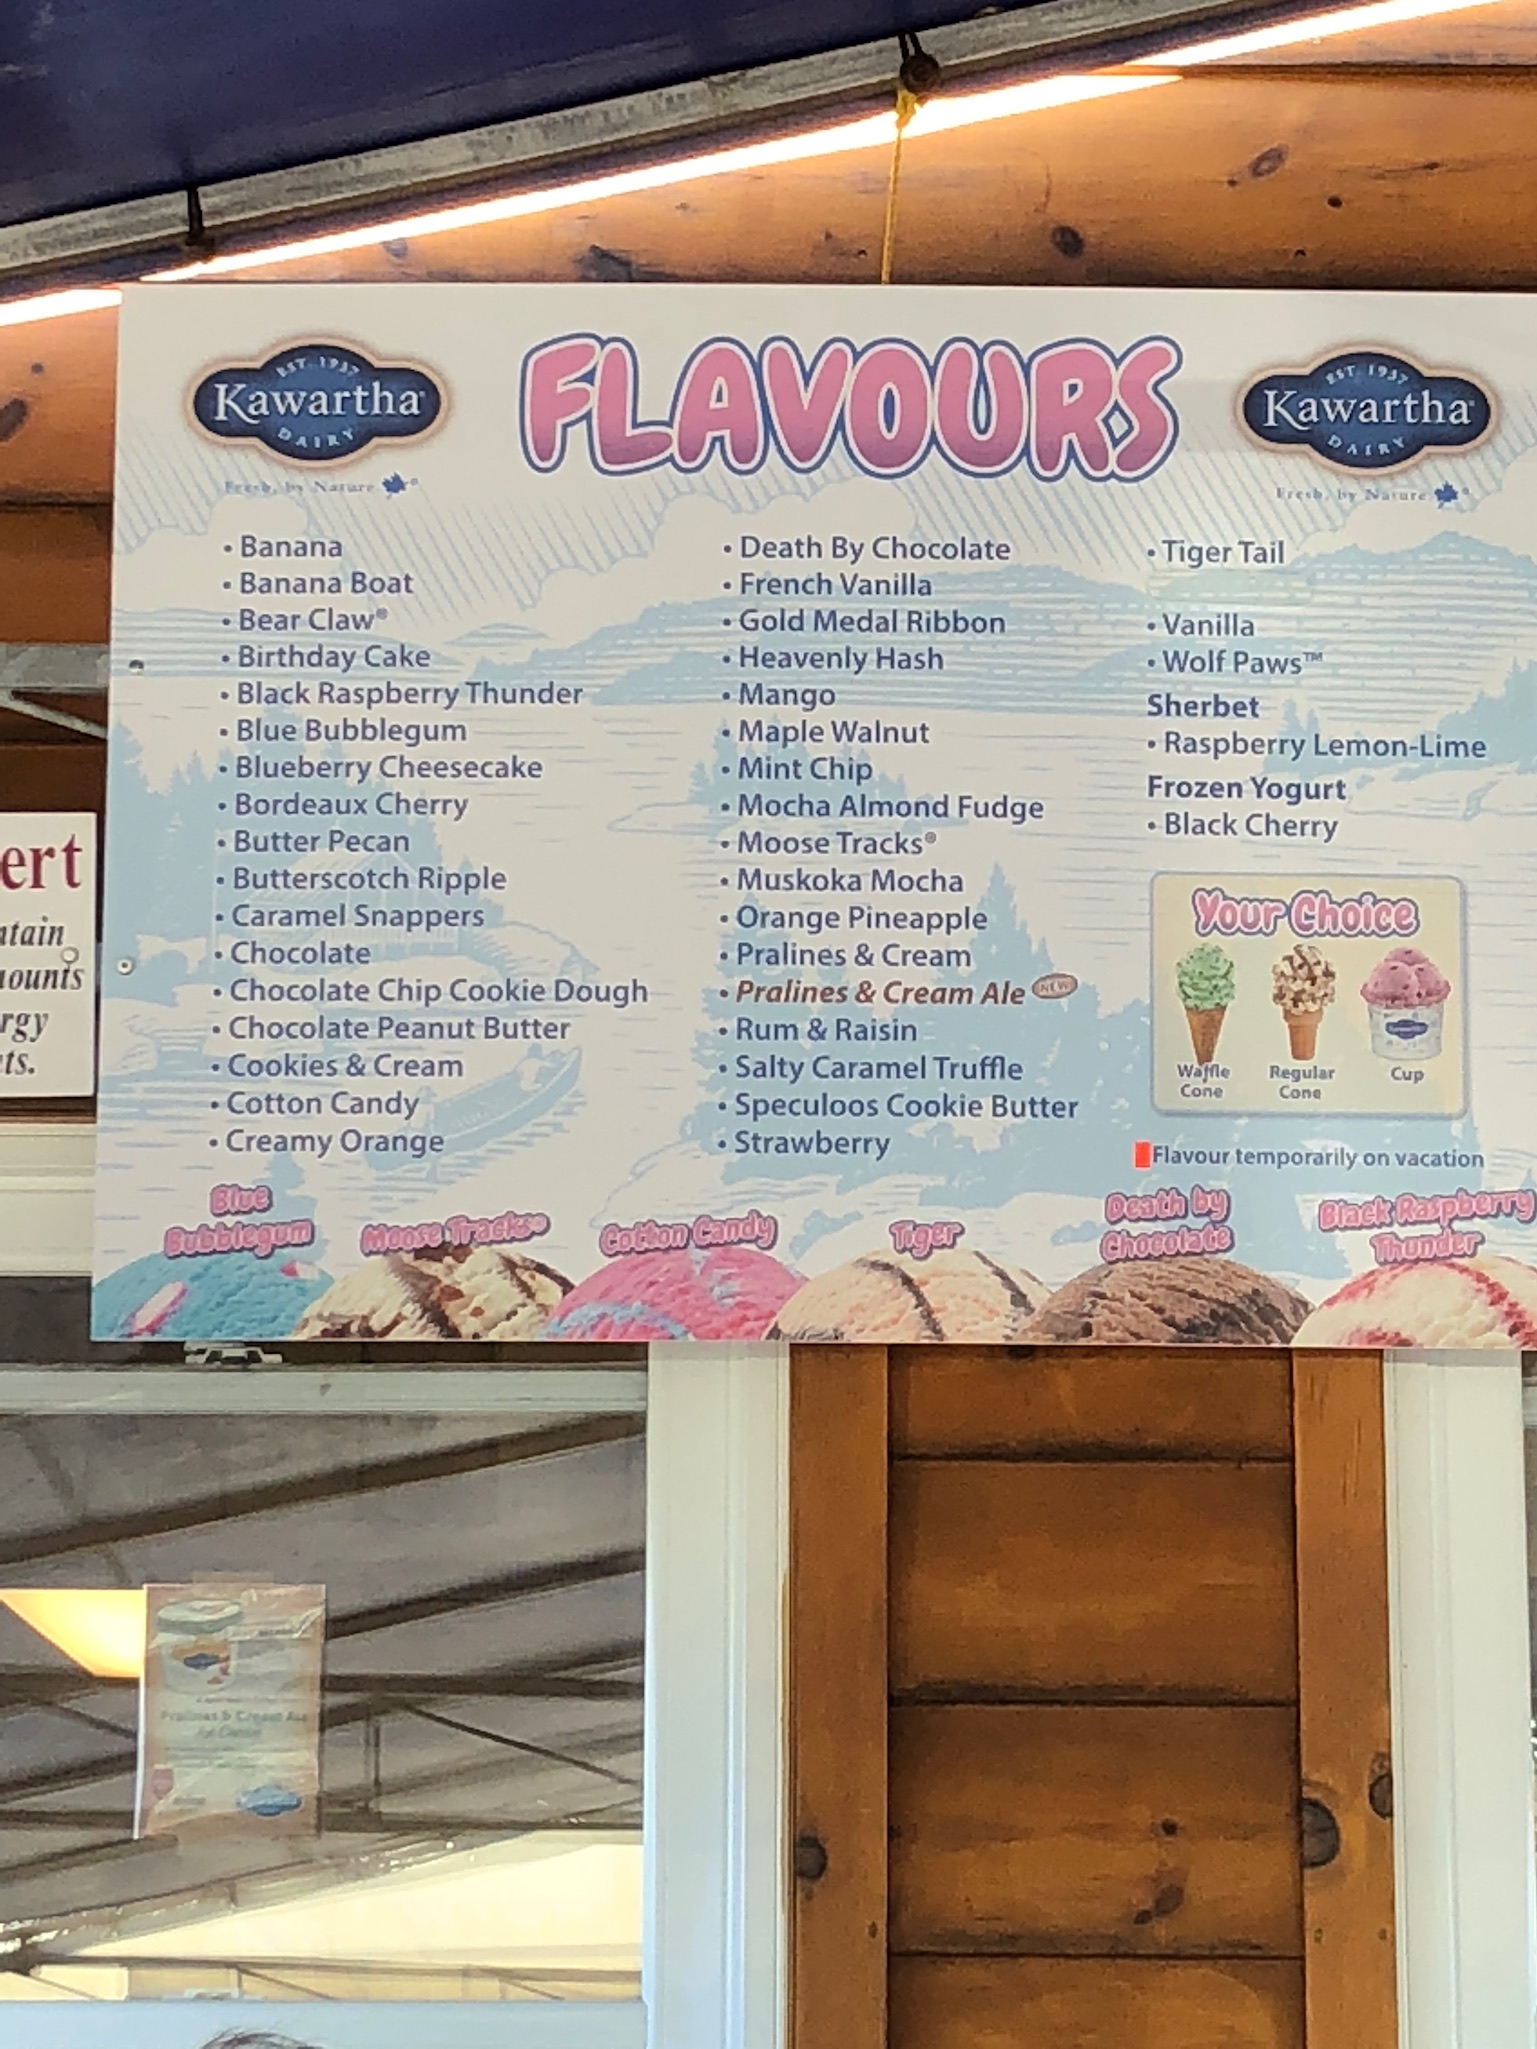 EST. 1937
Kawartha
DAIRY
Fresh, by Nature
FLAVOURS
EST 1937
Kawartha
DAIRY
Fresh, by Nature
• Banana
• Banana Boat
• Bear Claw®
• Birthday Cake
• Black Raspberry Thunder
• Blue Bubblegum
• Blueberry Cheesecake
• Bordeaux Cherry
• Butter Pecan
• Butterscotch Ripple
• Caramel Snappers
• Chocolate
• Chocolate Chip Cookie Dough
• Chocolate Peanut Butter
• Cookies & Cream
• Cotton Candy
• Creamy Orange
• Death By Chocolate
• French Vanilla
• Gold Medal Ribbon
• Heavenly Hash
• Mango
• Maple Walnut
• Mint Chip
• Mocha Almond Fudge
• Moose Tracks®
• Muskoka Mocha
• Orange Pineapple
• Pralines & Cream
• Pralines & Cream Ale NEW
• Rum & Raisin
• Salty Caramel Truffle
• Speculoos Cookie Butter
• Strawberry
• Tiger Tail
• Vanilla
• Wolf Paws™
Sherbet
• Raspberry Lemon-Lime
Frozen Yogurt
• Black Cherry
Your Choice
Waffle
Cone
Regular
Cone
Cup
Flavour temporarily on vacation
Blue
Bubblegum
Moose Tracks®
Cotton Candy
Tiger
Death by
Chocolate
Black Raspberry
Thunder
ert
ntain
ounts
rgy
ts.
Pralines & Cream Ale